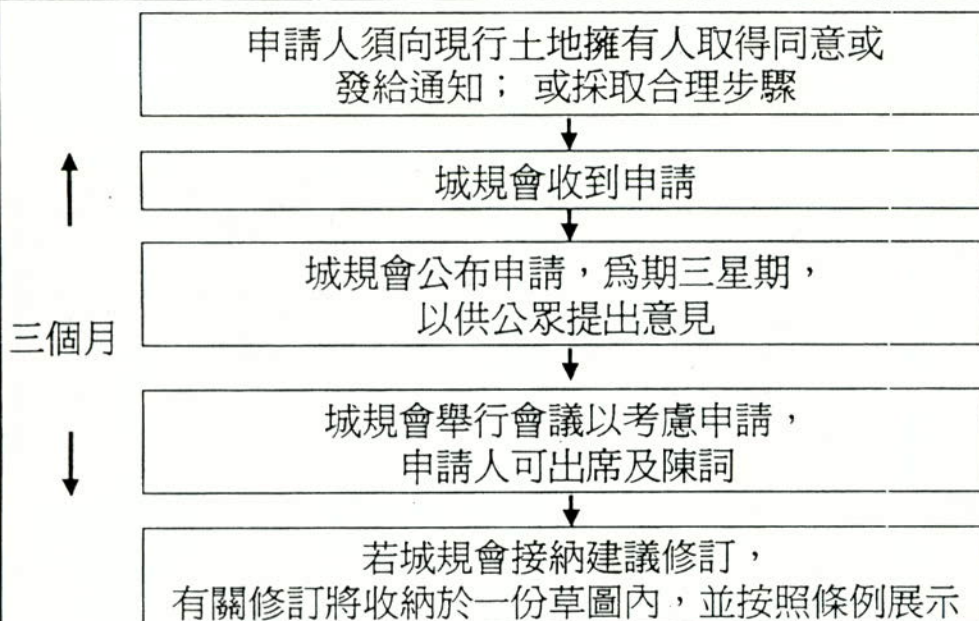 申請人須向現行土地擁有人取得同意或
發給通知；或採取合理步驟
城規會收到申請
城規會公布申請，爲期三星期，
以供公眾提出意見
三個月
城規會舉行會議以考慮申請，
申請人可出席及陳詞
若城規會接納建議修訂，
有關修訂將收納於一份草圖內，並按照條例展示